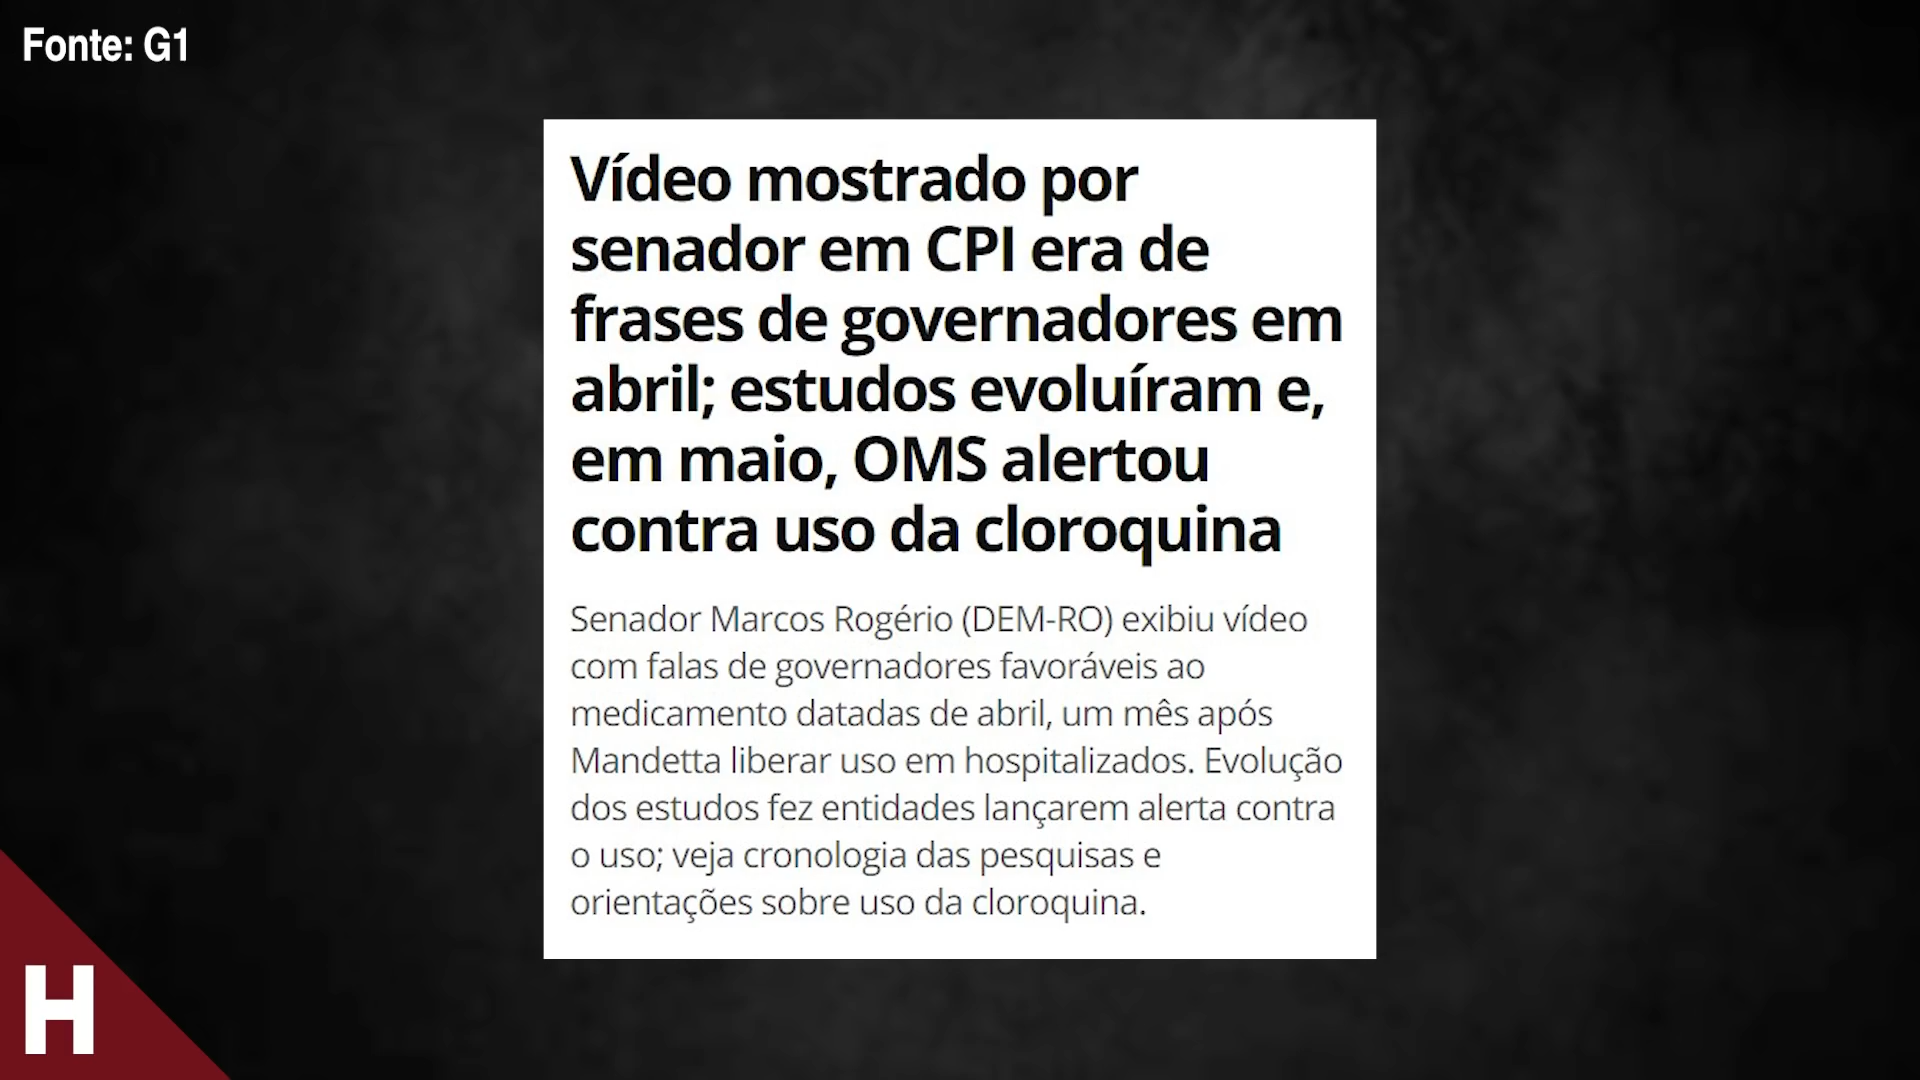 Fonte: G1
Vídeo mostrado por
senador em CPI era de
frases de governadores em
abril; estudos evoluíram e,
em maio, OMS alertou
contra uso da cloroquina
Senador Marcos Rogério (DEM-RO) exibiu vídeo
com falas de governadores favoráveis ao
medicamento datadas de abril, um mês após
Mandetta liberar uso em hospitalizados. Evolução
dos estudos fez entidades lançarem alerta contra
o uso; veja cronologia das pesquisas e
orientações sobre uso da cloroquina.
H